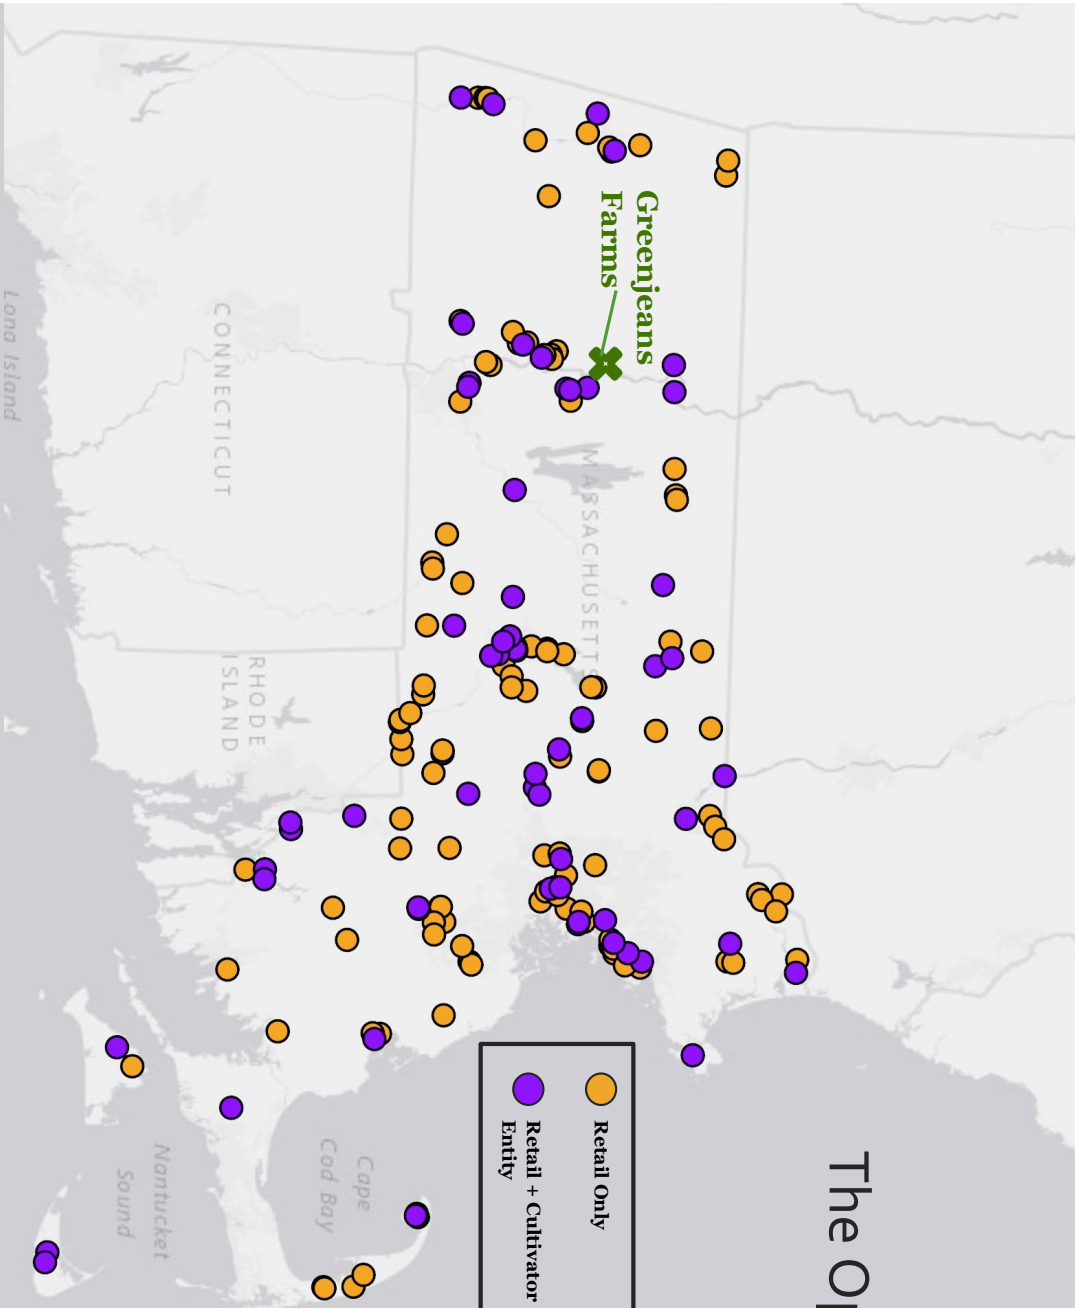 The Op
Greenjeans
Farms
MASSACHUSETTS
CONNECTICUT
RHODE
ISLAND
Long Island
Cape
Cod Bay
Nantucket
Sound
Retail Only
Retail + Cultivator
Entity